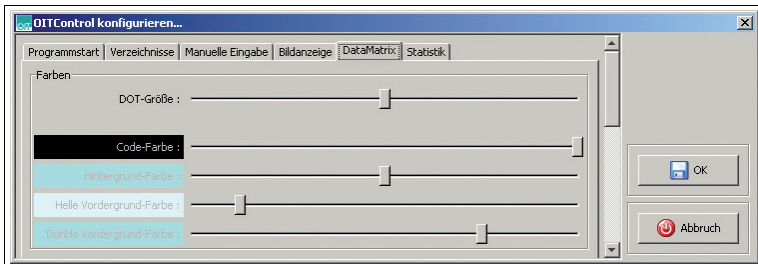 OIT OITControl konfigurieren...
Programmstart Verzeichnisse Manuelle Eingabe Bildanzeige DataMatrix Statistik
Farben
DOT-Größe :
Code-Farbe :
Hintergrund-Farbe :
Helle Vordergrund-Farbe :
Dunkle Vordergrund-Farbe :
OK
Abbruch